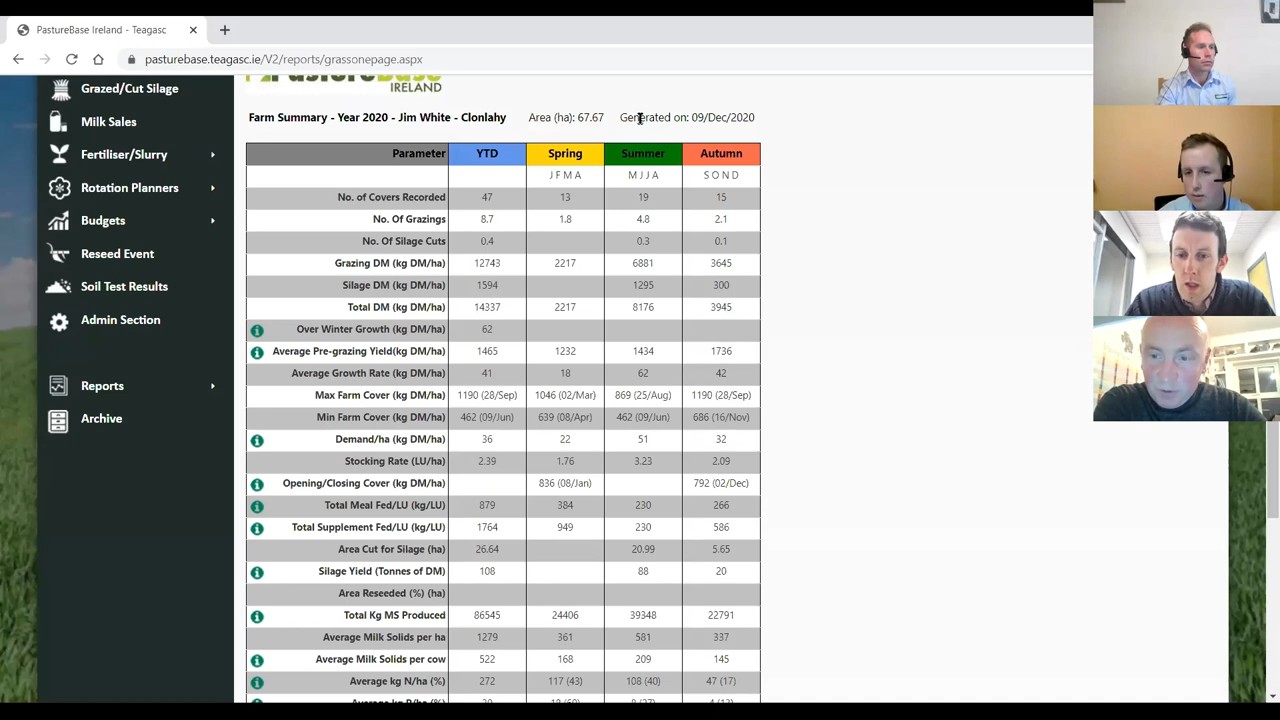 PastureBase Ireland - Teagasc
pasturebase.teagasc.ie/V2/reports/grassonepage.aspx
Grazed/Cut Silage
Milk Sales
Fertiliser/Slurry
Rotation Planners
Budgets
Reseed Event
Soil Test Results
Admin Section
Reports
Archive
PastureBase
IRELAND
Farm Summary - Year 2020 - Jim White - Clonlahy Area (ha): 67.67 Generated on: 09/Dec/2020
Parameter YTD Spring Summer Autumn
J F M A M J J A S O N D
No. of Covers Recorded 47 13 19 15
No. Of Grazings 8.7 1.8 4.8 2.1
No. Of Silage Cuts 0.4 0.3 0.1
Grazing DM (kg DM/ha) 12743 2217 6881 3645
Silage DM (kg DM/ha) 1594 1295 300
Total DM (kg DM/ha) 14337 2217 8176 3945
Over Winter Growth (kg DM/ha) 62
Average Pre-grazing Yield(kg DM/ha) 1465 1232 1434 1736
Average Growth Rate (kg DM/ha) 41 18 62 42
Max Farm Cover (kg DM/ha) 1190 (28/Sep) 1046 (02/Mar) 869 (25/Aug) 1190 (28/Sep)
Min Farm Cover (kg DM/ha) 462 (09/Jun) 639 (08/Apr) 462 (09/Jun) 686 (16/Nov)
Demand/ha (kg DM/ha) 36 22 51 32
Stocking Rate (LU/ha) 2.39 1.76 3.23 2.09
Opening/Closing Cover (kg DM/ha) 836 (08/Jan) 792 (02/Dec)
Total Meal Fed/LU (kg/LU) 879 384 230 266
Total Supplement Fed/LU (kg/LU) 1764 949 230 586
Area Cut for Silage (ha) 26.64 20.99 5.65
Silage Yield (Tonnes of DM) 108 88 20
Area Reseeded (%) (ha)
Total Kg MS Produced 86545 24406 39348 22791
Average Milk Solids per ha 1279 361 581 337
Average Milk Solids per cow 522 168 209 145
Average kg N/ha (%) 272 117 (43) 108 (40) 47 (17)